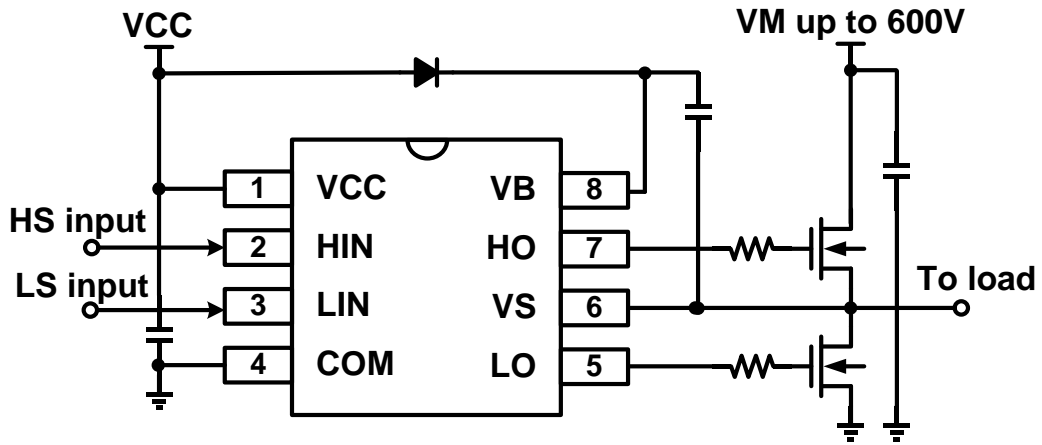 VCC
VM up to 600V
1 VCC VB 8
HS input
2 HIN HO 7
LS input
3 LIN VS 6
To load
4 COM LO 5